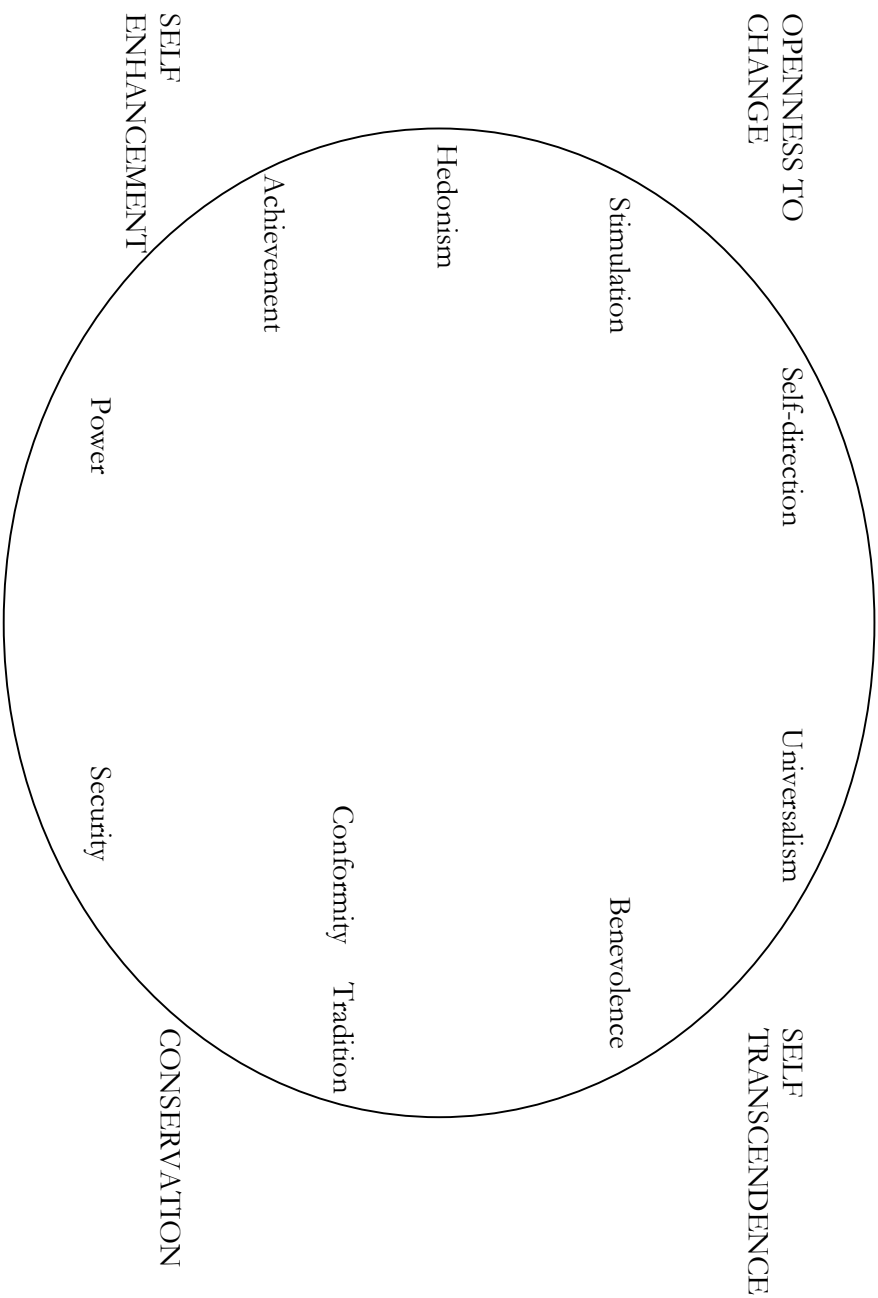 OPENNESS TO
CHANGE
SELF
TRANSCENDENCE
Self-direction
Universalism
Stimulation
Benevolence
Hedonism
Conformity Tradition
Achievement
Power
Security
SELF
ENHANCEMENT
CONSERVATION